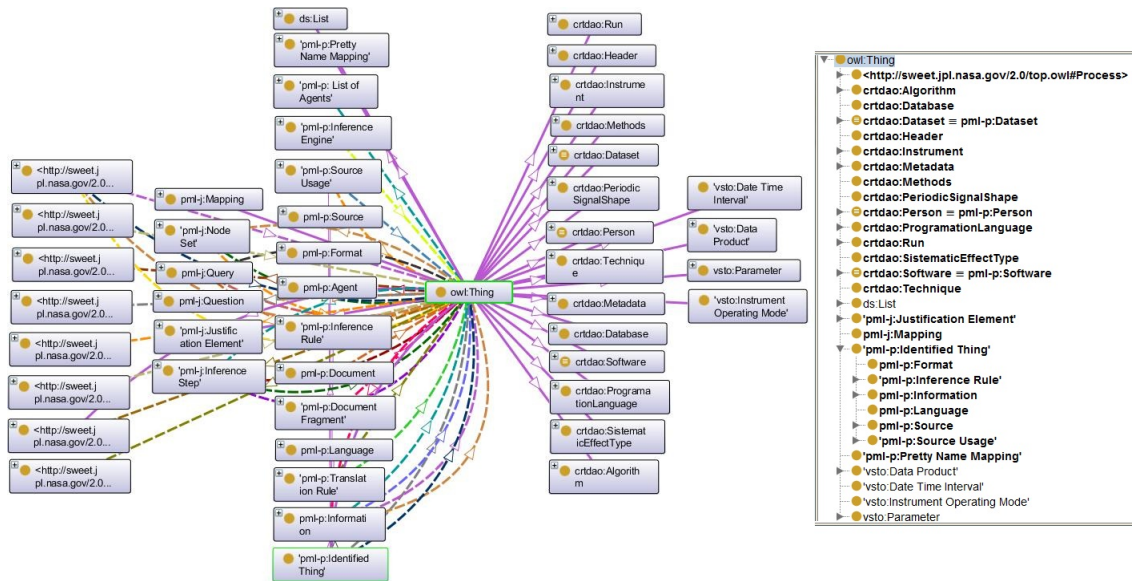 ds:List
'pml-p:Pretty
Name Mapping'
'pml-p: List of
Agents'
'pml-p:Inference
Engine'
'pml-p:Source
Usage'
pml-p:Source
pml-p:Format
pml-p:Agent
'pml-p:Inference
Rule'
pml-p:Document
'pml-p:Document
Fragment'
pml-p:Language
'pml-p:Translat
ion Rule'
pml-p:Informati
on
'pml-p:Identified
Thing'
<http://sweet.j
pl.nasa.gov/2.0...
<http://sweet.j
pl.nasa.gov/2.0...
<http://sweet.j
pl.nasa.gov/2.0...
<http://sweet.j
pl.nasa.gov/2.0...
<http://sweet.j
pl.nasa.gov/2.0...
<http://sweet.j
pl.nasa.gov/2.0...
<http://sweet.j
pl.nasa.gov/2.0...
<http://sweet.j
pl.nasa.gov/2.0...
pml-j:Mapping
'pml-j:Node
Set'
pml-j:Query
pml-j:Question
'pml-j:Justific
ation Element'
'pml-j:Inference
Step'
owl:Thing
crtdao:Run
crtdao:Header
crtdao:Instrume
nt
crtdao:Methods
crtdao:Dataset
crtdao:Periodic
SignalShape
crtdao:Person
crtdao:Techniqu
e
crtdao:Metadata
crtdao:Database
crtdao:Software
crtdao:Programa
tionLanguage
crtdao:Sistemat
icEffectType
crtdao:Algorith
m
'vsto:Date Time
Interval'
'vsto:Data
Product'
vsto:Parameter
'vsto:Instrument
Operating Mode'
owl:Thing
<http://sweet.jpl.nasa.gov/2.0/top.owl#Process>
crtdao:Algorithm
crtdao:Database
crtdao:Dataset ≡ pml-p:Dataset
crtdao:Header
crtdao:Instrument
crtdao:Metadata
crtdao:Methods
crtdao:PeriodicSignalShape
crtdao:Person ≡ pml-p:Person
crtdao:ProgramationLanguage
crtdao:Run
crtdao:SistematicEffectType
crtdao:Software ≡ pml-p:Software
crtdao:Technique
ds:List
'pml-j:Justification Element'
pml-j:Mapping
'pml-p:Identified Thing'
pml-p:Format
'pml-p:Inference Rule'
pml-p:Information
pml-p:Language
pml-p:Source
'pml-p:Source Usage'
'pml-p:Pretty Name Mapping'
'vsto:Data Product'
'vsto:Date Time Interval'
'vsto:Instrument Operating Mode'
vsto:Parameter